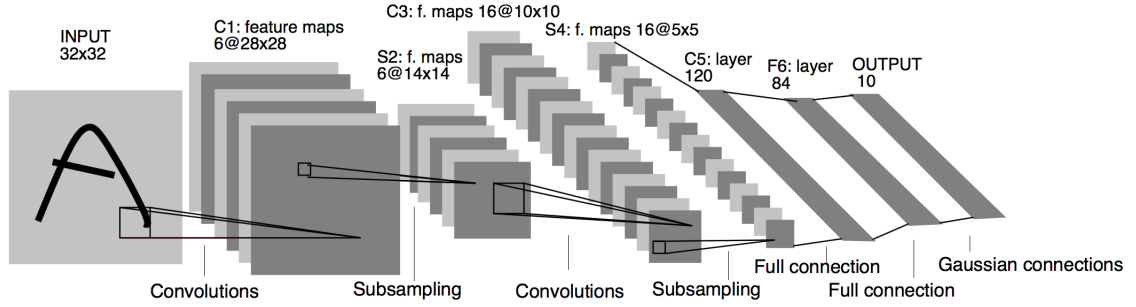 INPUT
32x32
C1: feature maps
6@28x28
S2: f. maps
6@14x14
C3: f. maps 16@10x10
S4: f. maps 16@5x5
C5: layer
120
F6: layer
84
OUTPUT
10
Convolutions
Subsampling
Convolutions
Subsampling
Full connection
Full connection
Gaussian connections